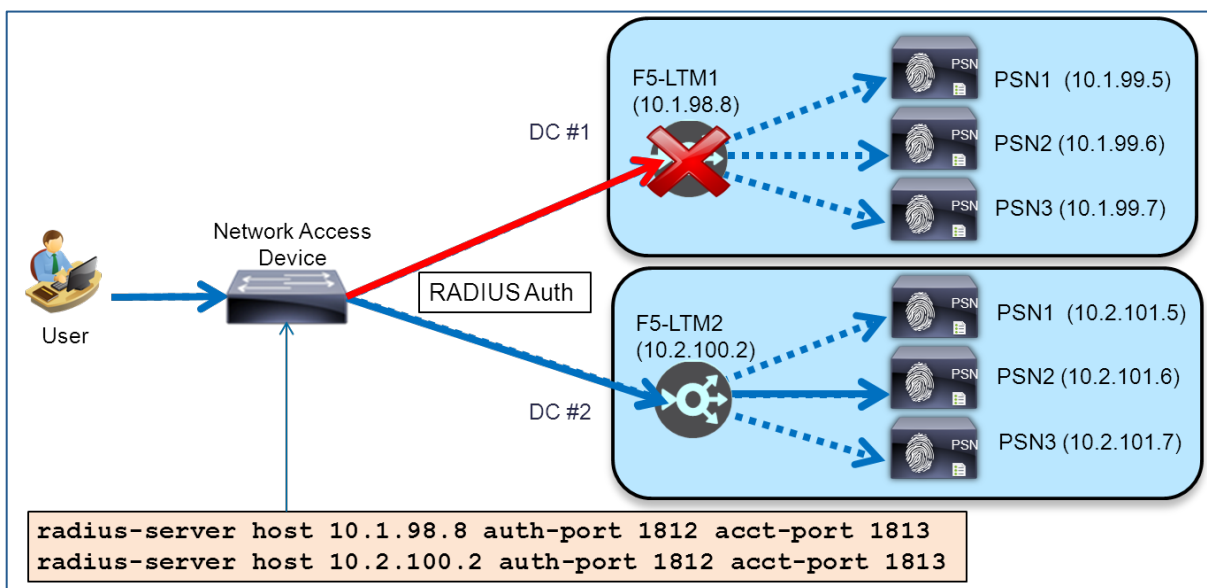 F5-LTM1
(10.1.98.8)
DC #1
PSN
PSN1 (10.1.99.5)
PSN
PSN2 (10.1.99.6)
PSN
PSN3 (10.1.99.7)
Network Access
Device
RADIUS Auth
User
F5-LTM2
(10.2.100.2)
DC #2
PSN
PSN1 (10.2.101.5)
PSN
PSN2 (10.2.101.6)
PSN
PSN3 (10.2.101.7)
radius-server host 10.1.98.8 auth-port 1812 acct-port 1813
radius-server host 10.2.100.2 auth-port 1812 acct-port 1813